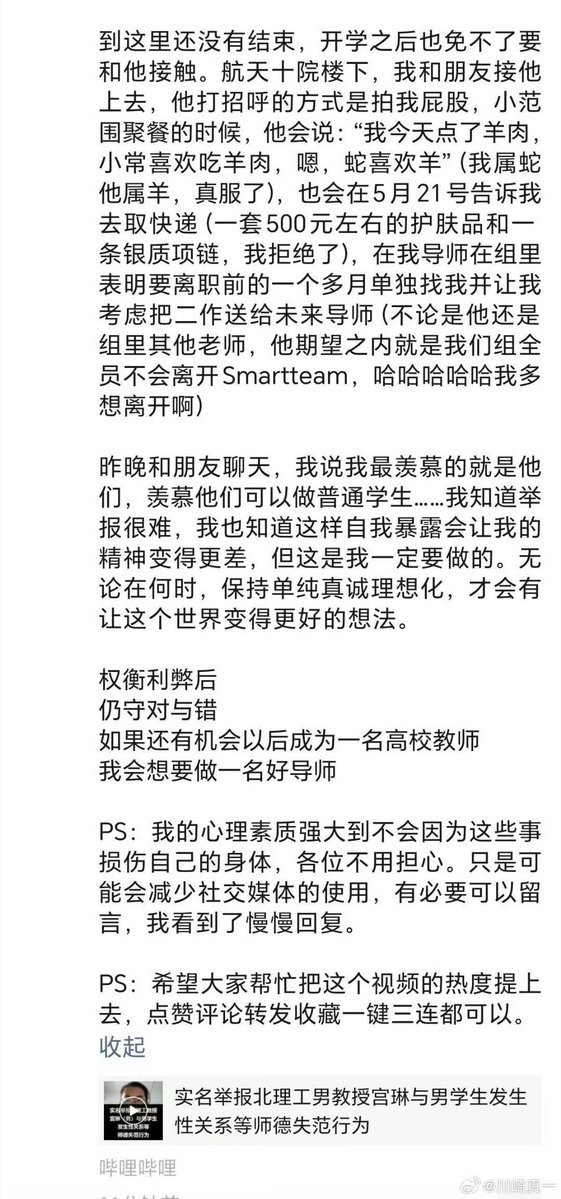 到这里还没有结束，开学之后也免不了要
和他接触。航天十院楼下，我和朋友接他
上去，他打招呼的方式是拍我屁股，小范
围聚餐的时候，他会说：“我今天点了羊肉，
小常喜欢吃羊肉，嗯，蛇喜欢羊”(我属蛇
他属羊，真服了)，也会在5月21号告诉我
去取快递 (一套500元左右的护肤品和一
条银质项链，我拒绝了)，在我导师在组里
表明要离职前的一个多月单独找我并让我
考虑把二作送给未来导师 (不论是他还是
组里其他老师，他期望之内就是我们组全
员不会离开Smartteam，哈哈哈哈哈我多
想离开啊)
昨晚和朋友聊天，我说我最羡慕的就是他
们，羡慕他们可以做普通学生……我知道举
报很难，我也知道这样自我暴露会让我的
精神变得更差，但这是我一定要做的。无
论在何时，保持单纯真诚理想化，才会有
让这个世界变得更好的想法。
权衡利弊后
仍守对与错
如果还有机会以后成为一名高校教师
我会想要做一名好导师
PS：我的心理素质强大到不会因为这些事
损伤自己的身体，各位不用担心。只是可
能会减少社交媒体的使用，有必要可以留
言，我看到了慢慢回复。
PS：希望大家帮忙把这个视频的热度提上
去，点赞评论转发收藏一键三连都可以。
收起
实名举报北理工男教授宫琳与男学生发生
性关系等师德失范行为
哔哩哔哩
@川崎真一